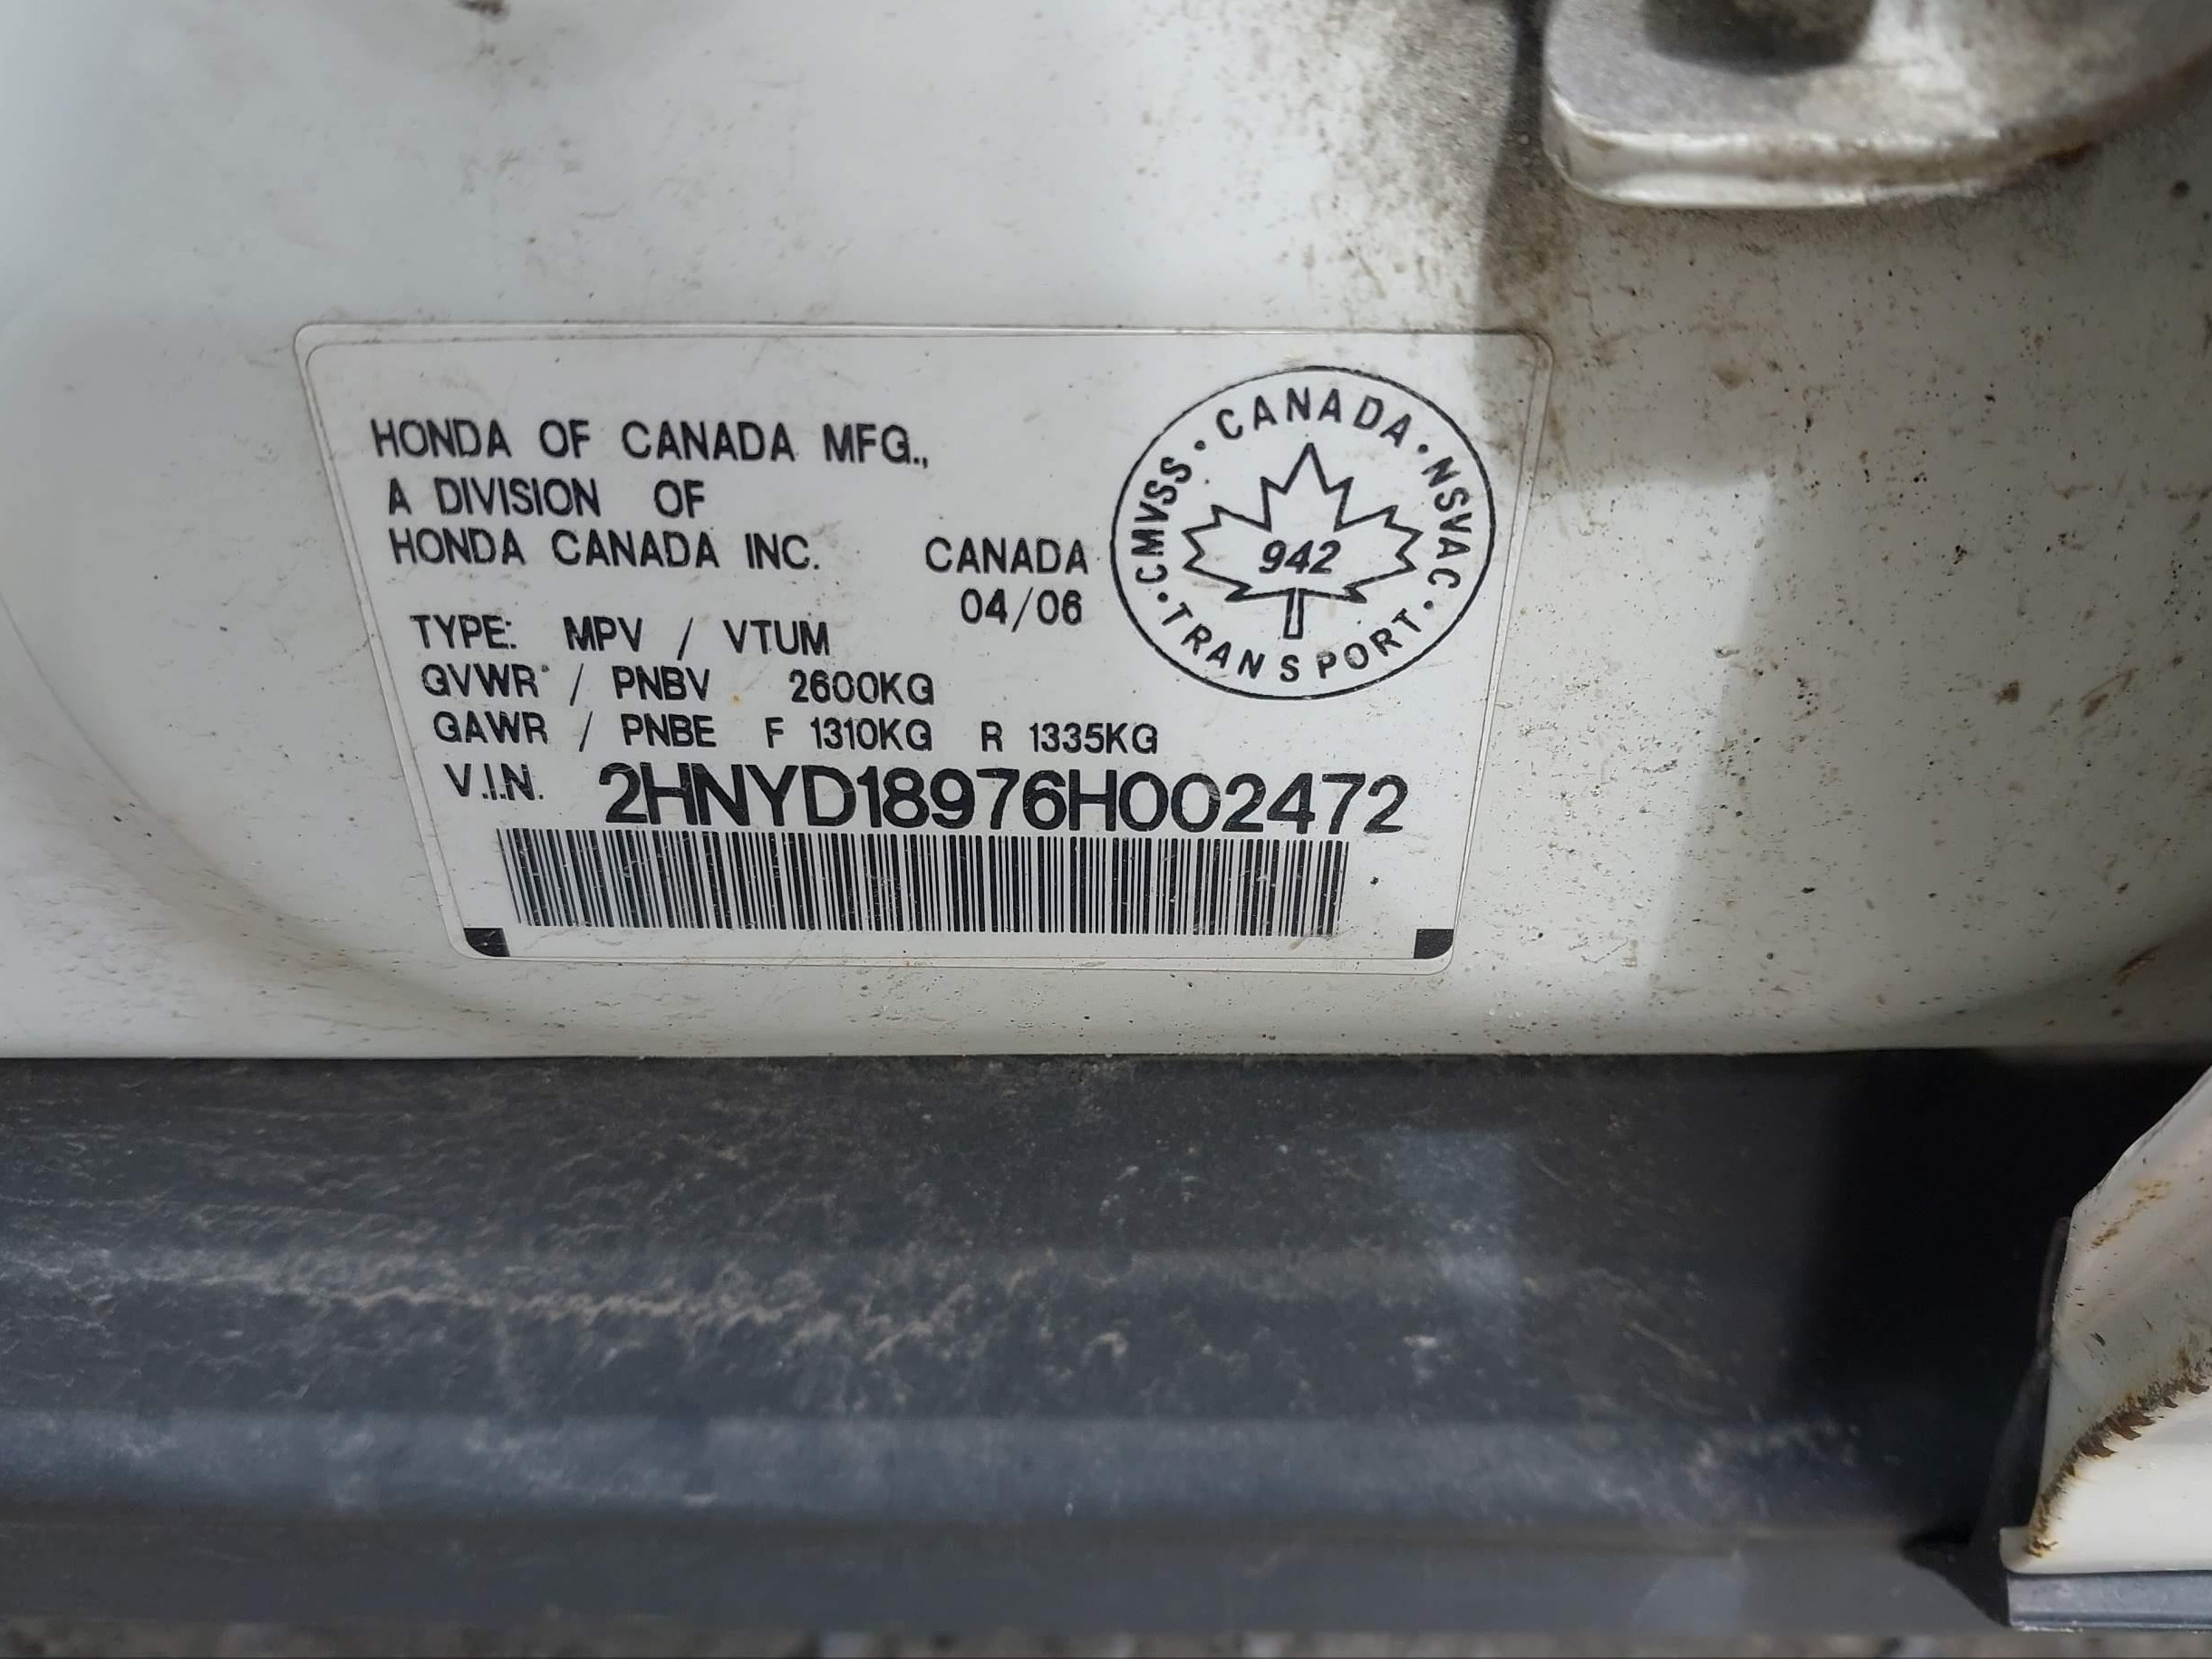 HONDA OF CANADA MFG.,
A DIVISION OF
HONDA CANADA INC. CANADA
04/06
TYPE: MPV / VTUM
GVWR / PNBV 2600KG
GAWR / PNBE F 1310KG R 1335KG
V.I.N. 2HNYD18976H002472
CANADA · NSVAC · TRANSPORT · CMVSS ·
942